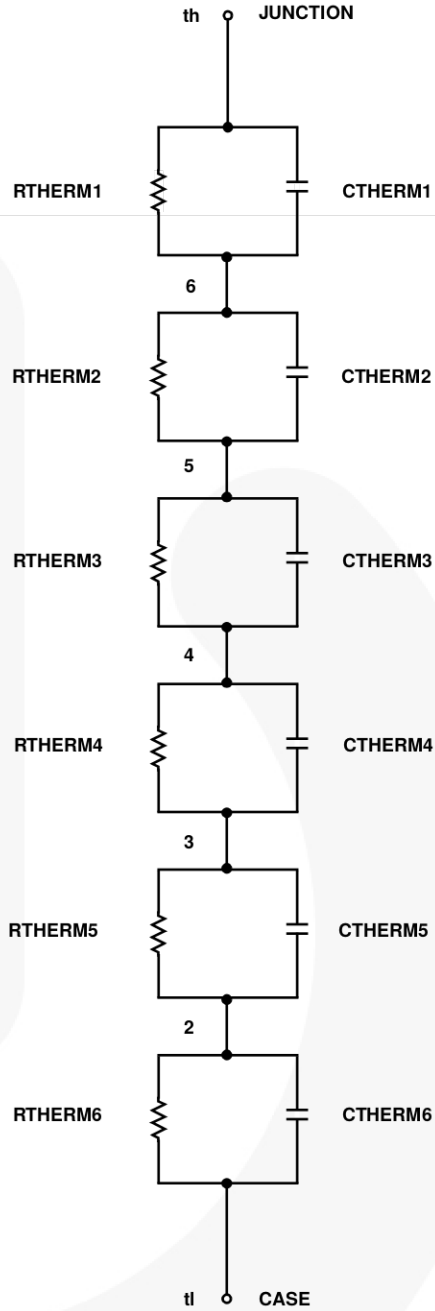 th JUNCTION
RTHERM1 CTHERM1
6
RTHERM2 CTHERM2
5
RTHERM3 CTHERM3
4
RTHERM4 CTHERM4
3
RTHERM5 CTHERM5
2
RTHERM6 CTHERM6
tl CASE